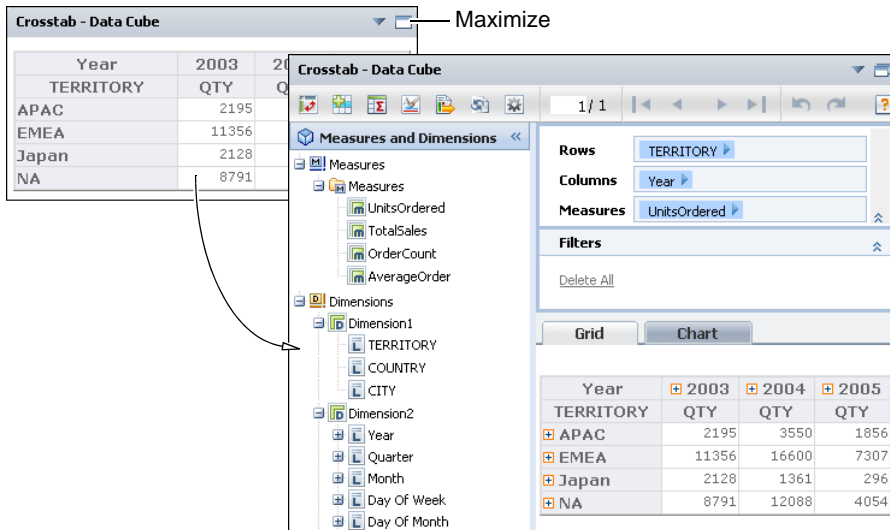 Crosstab - Data Cube
Maximize
Year 2003 20
TERRITORY QTY Q
APAC 2195
EMEA 11356
Japan 2128
NA 8791
Crosstab - Data Cube
1/ 1
Measures and Dimensions «
Measures
Measures
UnitsOrdered
TotalSales
OrderCount
AverageOrder
Dimensions
Dimension1
TERRITORY
COUNTRY
CITY
Dimension2
Year
Quarter
Month
Day Of Week
Day Of Month
Rows TERRITORY
Columns Year
Measures UnitsOrdered
Filters
Delete All
Grid Chart
Year 2003 2004 2005
TERRITORY QTY QTY QTY
APAC 2195 3550 1856
EMEA 11356 16600 7307
Japan 2128 1361 296
NA 8791 12088 4054